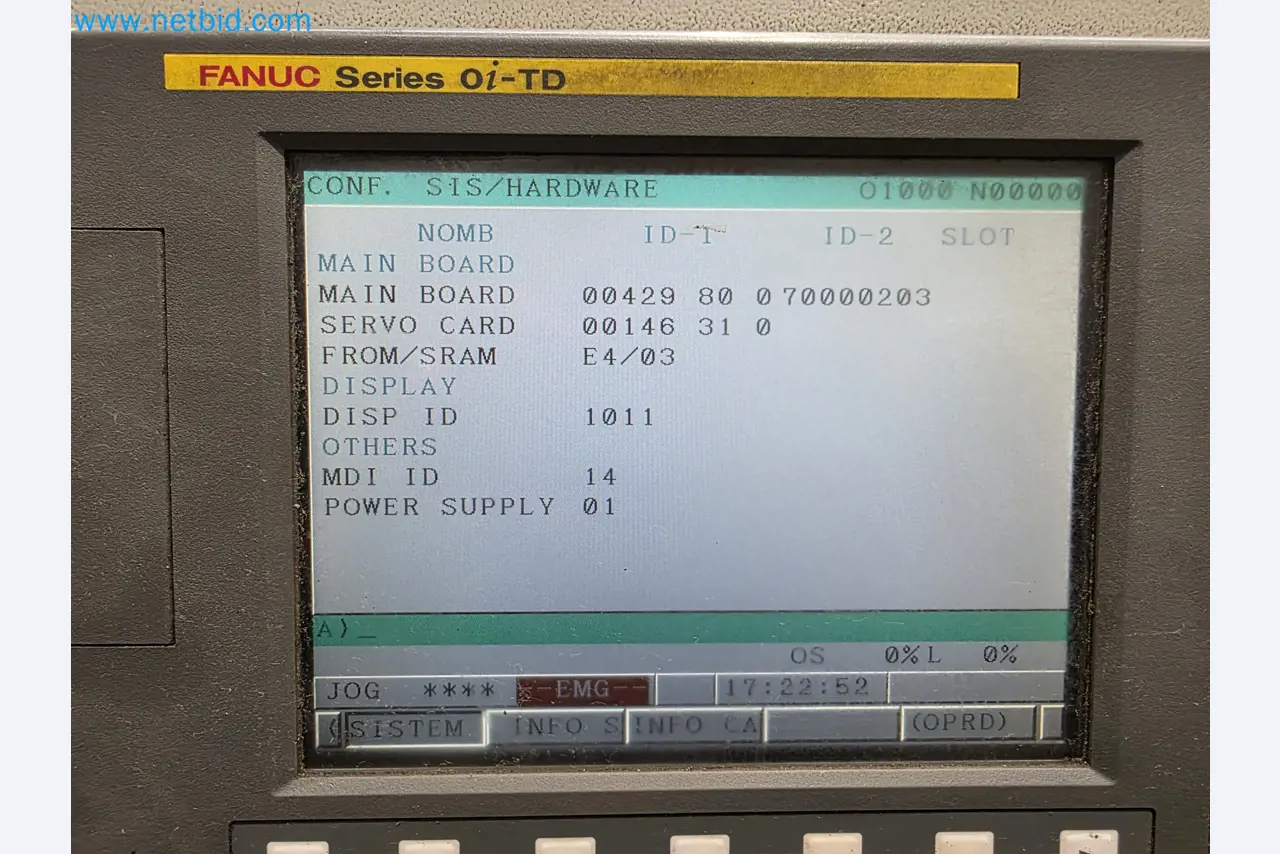 www.netbid.com
FANUC Series 0i-TD
CONF. SIS/HARDWARE O1000 N00000
NOMB ID-1 ID-2 SLOT
MAIN BOARD
MAIN BOARD 00429 80 0 70000203
SERVO CARD 00146 31 0
FROM/SRAM E4/03
DISPLAY
DISP ID 1011
OTHERS
MDI ID 14
POWER SUPPLY 01
A)_
OS 0% L 0%
JOG **** --EMG-- 17:22:52
(SISTEM INFO S INFO CA (OPRD)